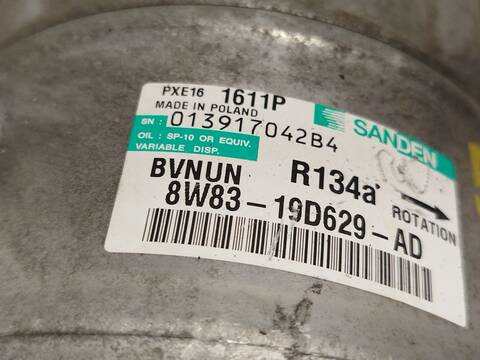 PXE16 1611P
MADE IN POLAND
SANDEN
SN : 013917042B4
OIL : SP-10 OR EQUIV.
VARIABLE DISP.
BVNUN R134a
ROTATION
8W83-19D629-AD